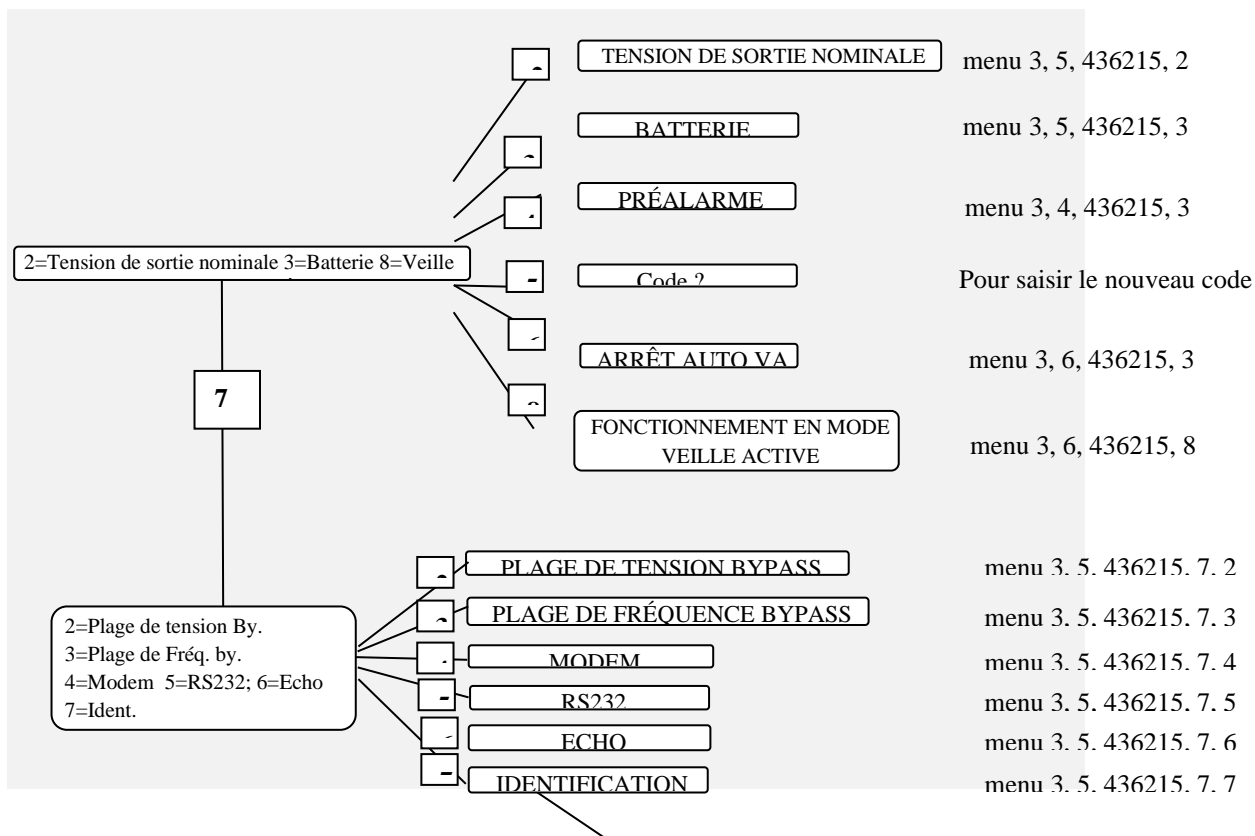 TENSION DE SORTIE NOMINALE menu 3, 5, 436215, 2
BATTERIE menu 3, 5, 436215, 3
PRÉALARME menu 3, 4, 436215, 3
2=Tension de sortie nominale 3=Batterie 8=Veille
Code ? Pour saisir le nouveau code
ARRÊT AUTO VA menu 3, 6, 436215, 3
7
FONCTIONNEMENT EN MODE
VEILLE ACTIVE
menu 3, 6, 436215, 8
PLAGE DE TENSION BYPASS menu 3, 5, 436215, 7, 2
PLAGE DE FRÉQUENCE BYPASS menu 3, 5, 436215, 7, 3
2=Plage de tension By.
3=Plage de Fréq. by.
4=Modem 5=RS232; 6=Echo
7=Ident.
MODEM menu 3, 5, 436215, 7, 4
RS232 menu 3, 5, 436215, 7, 5
ECHO menu 3, 5, 436215, 7, 6
IDENTIFICATION menu 3, 5, 436215, 7, 7